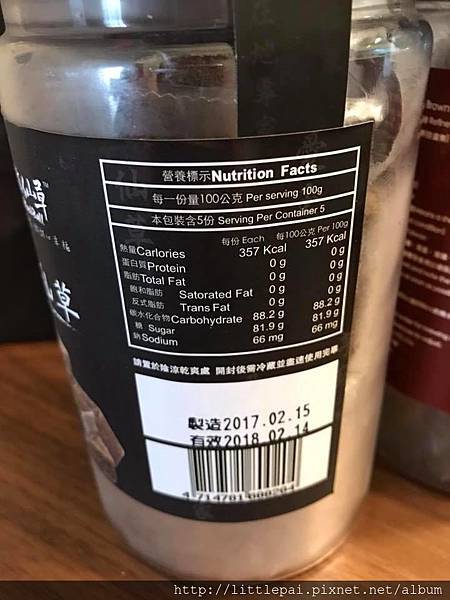 草
營養標示Nutrition Facts
每一份量100公克 Per serving 100g
本包裝含5份 Serving Per Container 5
每份 Each 每100公克 Per 100g
熱量Carlories 357 Kcal 357 Kcal
蛋白質Protein 0 g 0 g
脂肪Total Fat 0 g 0 g
飽和脂肪 Satorated Fat 0 g 0 g
反式脂肪 Trans Fat 0 g 0 g
碳水化合物Carbohydrate 88.2 g 88.2 g
糖 Sugar 81.9 g 81.9 g
鈉Sodium 66 mg 66 mg
請置於陰涼乾爽處 開封後需冷藏並盡速使用完畢
製造2017.02.15
有效2018.02.14
4 714781 000204
Brown
http://littlepai.pixnet.net/album